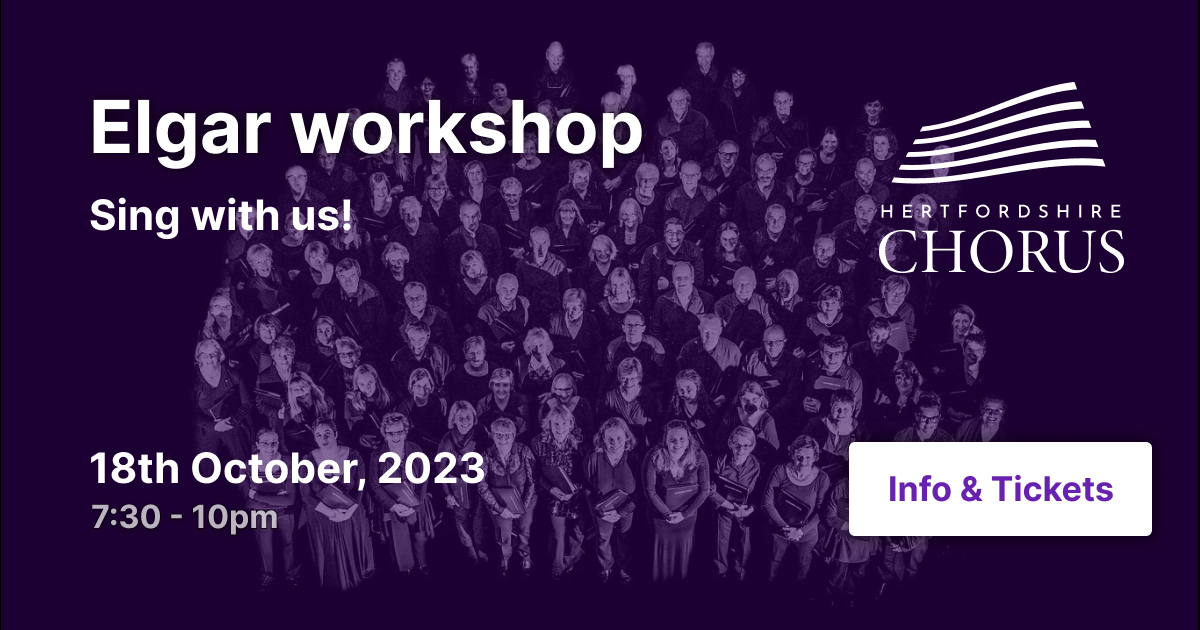 Elgar workshop
Sing with us!
HERTFORDSHIRE
CHORUS
18th October, 2023
7:30 - 10pm
Info & Tickets